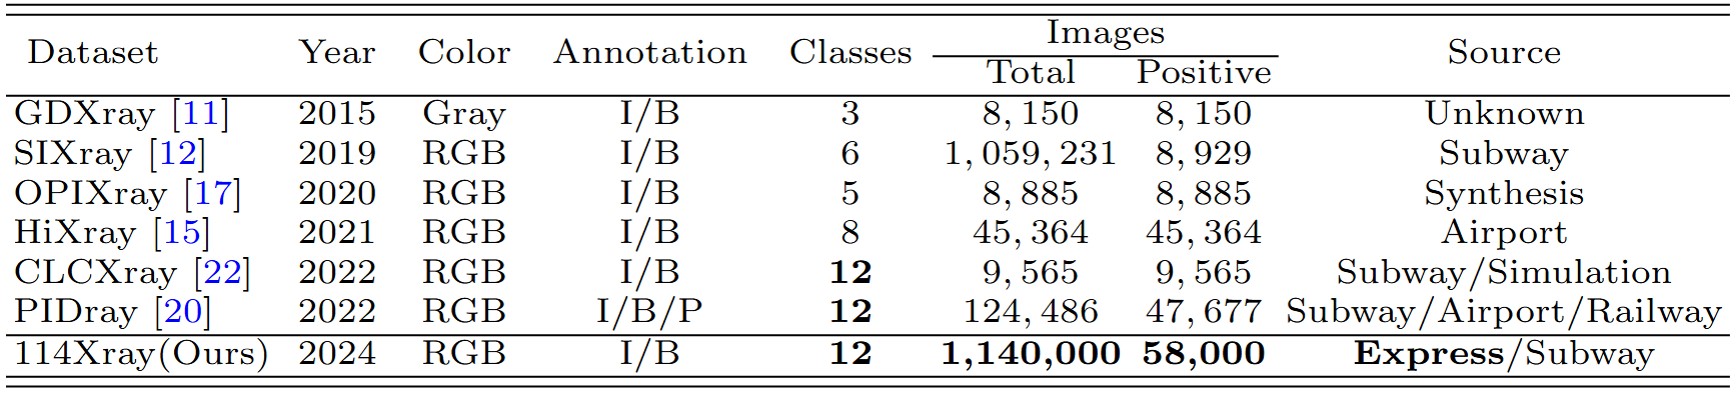 Dataset Year Color Annotation Classes Images Source
Total Positive
GDXray [11] 2015 Gray I/B 3 8, 150 8, 150 Unknown
SIXray [12] 2019 RGB I/B 6 1, 059, 231 8, 929 Subway
OPIXray [17] 2020 RGB I/B 5 8, 885 8, 885 Synthesis
HiXray [15] 2021 RGB I/B 8 45, 364 45, 364 Airport
CLCXray [22] 2022 RGB I/B 12 9, 565 9, 565 Subway/Simulation
PIDray [20] 2022 RGB I/B/P 12 124, 486 47, 677 Subway/Airport/Railway
114Xray(Ours) 2024 RGB I/B 12 1,140,000 58,000 Express/Subway